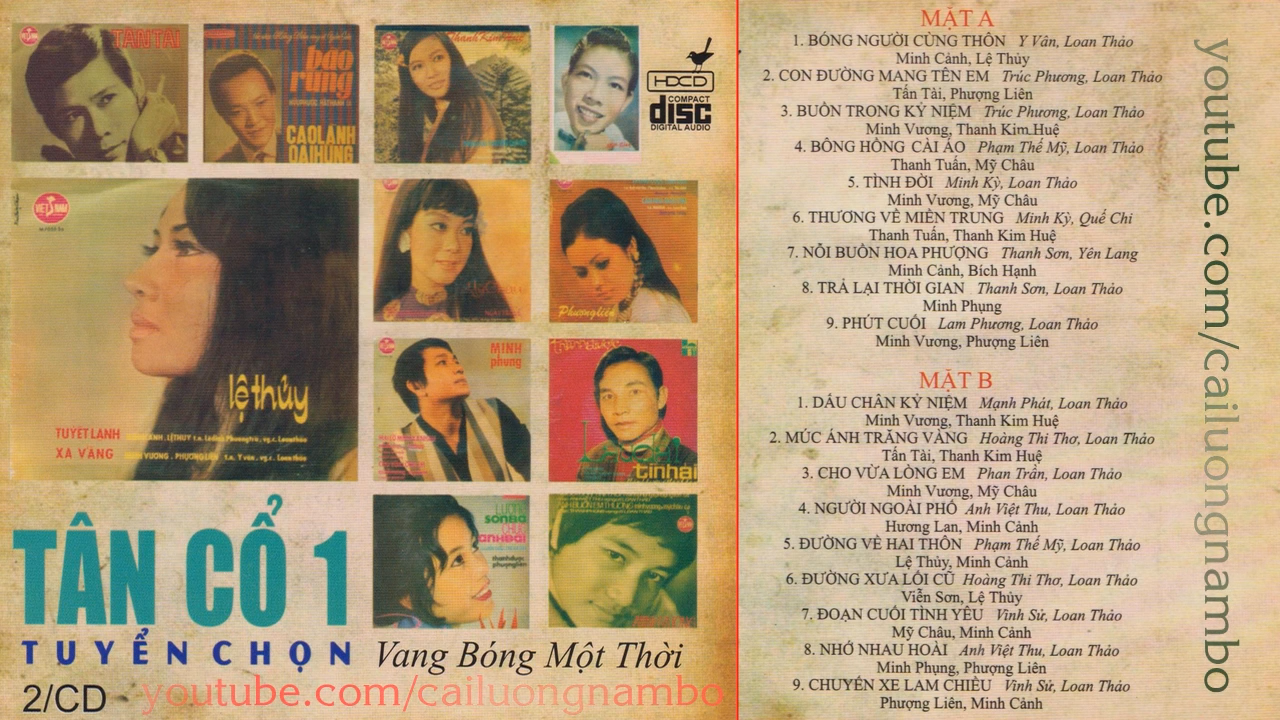 TẤN TÀI
bão rừng
CAO LANH
ĐẠI HÙNG
HDCD
COMPACT
disc
DIGITAL AUDIO
VIỆT NAM
lệ thủy
TUYẾT LẠNH
XA VẮNG
Phượng liên
MINH
phụng
tình hai
thanh được
phượng liên
TÂN CỔ 1
TUYỂN CHỌN
Vang Bóng Một Thời
2/CD
youtube.com/cailuongnambo
MẶT A
1. BÓNG NGƯỜI CÙNG THÔN Y Vân, Loan Thảo
Minh Cảnh, Lệ Thủy
2. CON ĐƯỜNG MANG TÊN EM Trúc Phương, Loan Thảo
Tấn Tài, Phượng Liên
3. BUỒN TRONG KỶ NIỆM Trúc Phương, Loan Thảo
Minh Vương, Thanh Kim.Huệ
4. BÔNG HỒNG CÀI ÁO Phạm Thế Mỹ, Loan Thảo
Thanh Tuấn, Mỹ Châu
5. TÌNH ĐỜI Minh Kỳ, Loan Thảo
Minh Vương, Mỹ Châu
6. THƯƠNG VỀ MIỀN TRUNG Minh Kỳ, Quế Chi
Thanh Tuấn, Thanh Kim Huệ
7. NỖI BUỒN HOA PHƯỢNG Thanh Sơn, Yên Lang
Minh Cảnh, Bích Hạnh
8. TRẢ LẠI THỜI GIAN Thanh Sơn, Loan Thảo
Minh Phụng
9. PHÚT CUỐI Lam Phương, Loan Thảo
Minh Vương, Phượng Liên
MẶT B
1. DẤU CHÂN KỶ NIỆM Mạnh Phát, Loan Thảo
Minh Vương, Thanh Kim Huệ
2. MÚC ÁNH TRĂNG VÀNG Hoàng Thi Thơ, Loan Thảo
Tấn Tài, Thanh Kim Huệ
3. CHO VỪA LÒNG EM Phan Trần, Loan Thảo
Minh Vương, Mỹ Châu
4. NGƯỜI NGOÀI PHỐ Anh Việt Thu, Loan Thảo
Hương Lan, Minh Cảnh
5. ĐƯỜNG VỀ HAI THÔN Phạm Thế Mỹ, Loan Thảo
Lệ Thủy, Minh Cảnh
6. ĐƯỜNG XƯA LỐI CŨ Hoàng Thi Thơ, Loan Thảo
Viễn Sơn, Lệ Thủy
7. ĐOẠN CUỐI TÌNH YÊU Vinh Sử, Loan Thảo
Mỹ Châu, Minh Cảnh
8. NHỚ NHAU HOÀI Anh Việt Thu, Loan Thảo
Minh Phụng, Phượng Liên
9. CHUYẾN XE LAM CHIỀU Vinh Sử, Loan Thảo
Phượng Liên, Minh Cảnh
youtube.com/cailuongnambo